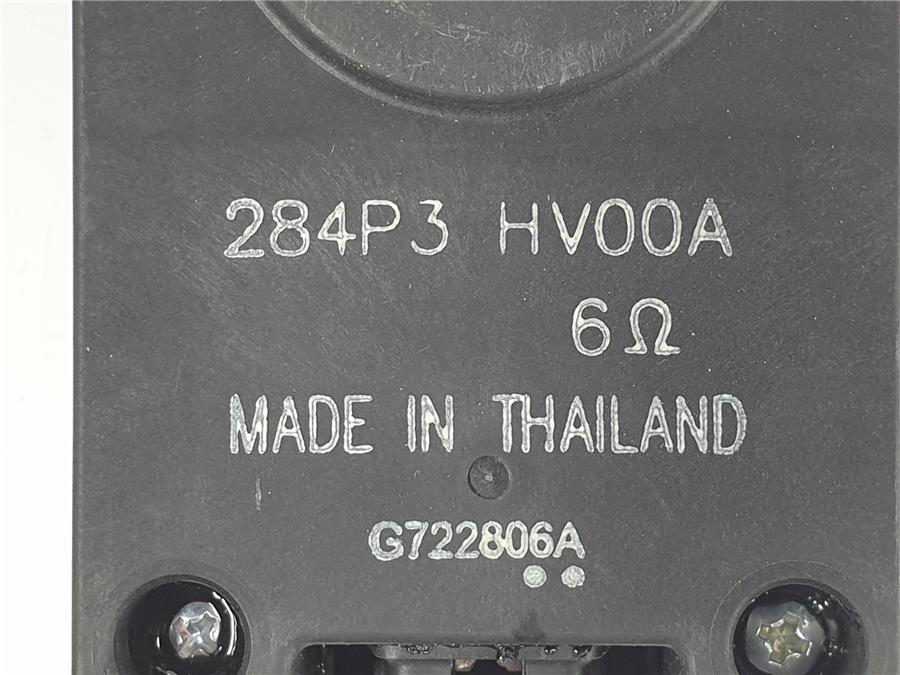 284P3 HV00A
6Ω
MADE IN THAILAND
G722806A